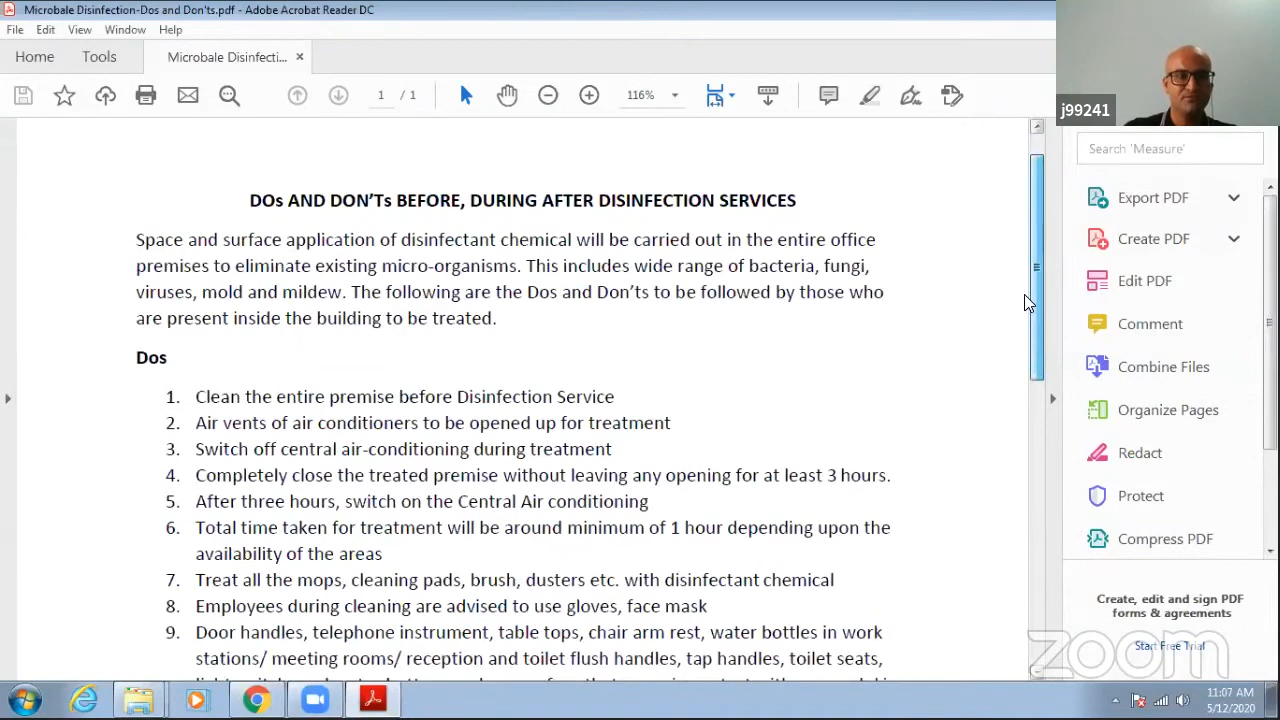 Microbale Disinfection-Dos and Don'ts.pdf - Adobe Acrobat Reader DC
File Edit View Window Help
Home Tools Microbale Disinfecti... ×
1 / 1 116%
j99241
Search 'Measure'
Export PDF
Create PDF
Edit PDF
Comment
Combine Files
Organize Pages
Redact
Protect
Compress PDF
Create, edit and sign PDF
forms & agreements
Start Free Trial
DOs AND DON’Ts BEFORE, DURING AFTER DISINFECTION SERVICES
Space and surface application of disinfectant chemical will be carried out in the entire office
premises to eliminate existing micro-organisms. This includes wide range of bacteria, fungi,
viruses, mold and mildew. The following are the Dos and Don’ts to be followed by those who
are present inside the building to be treated.
Dos
1. Clean the entire premise before Disinfection Service
2. Air vents of air conditioners to be opened up for treatment
3. Switch off central air-conditioning during treatment
4. Completely close the treated premise without leaving any opening for at least 3 hours.
5. After three hours, switch on the Central Air conditioning
6. Total time taken for treatment will be around minimum of 1 hour depending upon the
availability of the areas
7. Treat all the mops, cleaning pads, brush, dusters etc. with disinfectant chemical
8. Employees during cleaning are advised to use gloves, face mask
9. Door handles, telephone instrument, table tops, chair arm rest, water bottles in work
stations/ meeting rooms/ reception and toilet flush handles, tap handles, toilet seats,
zoom
11:07 AM
5/12/2020